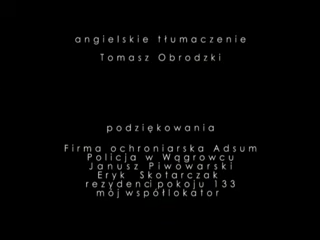 angielskie tłumaczenie
Tomasz Obrodzki
podziękowania
Firma ochroniarska Adsum
Policja w Wągrowcu
Janusz Piwowarski
Eryk Skotarczak
rezydenci pokoju 133
mój współlokator